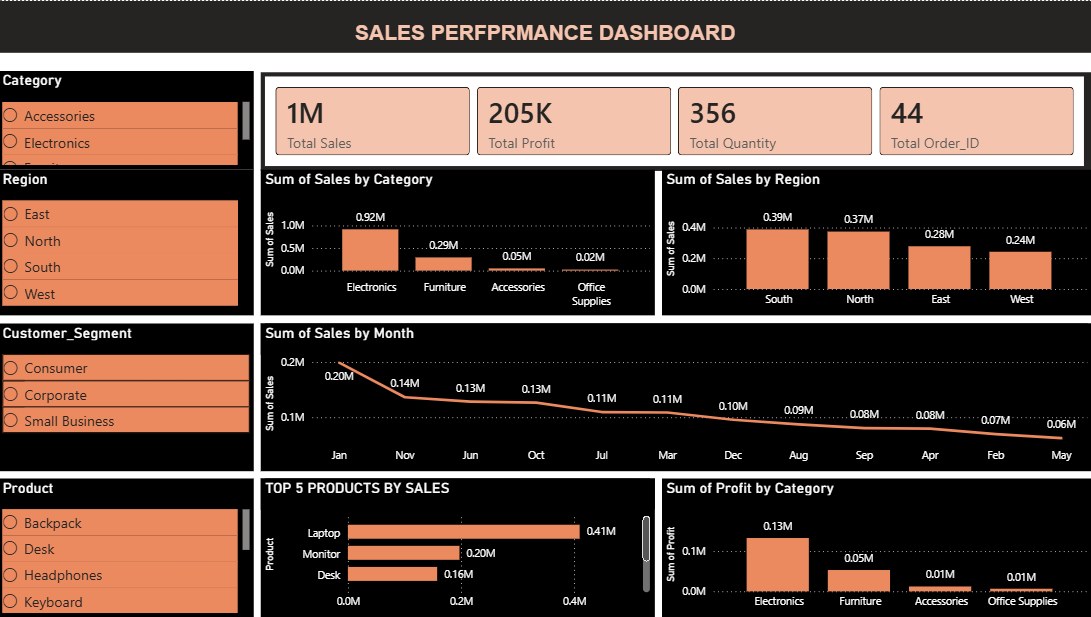 SALES PERFPRMANCE DASHBOARD
Category
Accessories
Electronics
1M
Total Sales
205K
Total Profit
356
Total Quantity
44
Total Order_ID
Region
East
North
South
West
Sum of Sales by Category
Sum of Sales
1.0M
0.5M
0.0M
0.92M
0.29M
0.05M
0.02M
Electronics
Furniture
Accessories
Office
Supplies
Sum of Sales by Region
Sum of Sales
0.4M
0.2M
0.0M
0.39M
0.37M
0.28M
0.24M
South
North
East
West
Customer_Segment
Consumer
Corporate
Small Business
Sum of Sales by Month
Sum of Sales
0.2M
0.1M
0.20M
0.14M
0.13M
0.13M
0.11M
0.11M
0.10M
0.09M
0.08M
0.08M
0.07M
0.06M
Jan
Nov
Jun
Oct
Jul
Mar
Dec
Aug
Sep
Apr
Feb
May
Product
Backpack
Desk
Headphones
Keyboard
TOP 5 PRODUCTS BY SALES
Product
Laptop
0.41M
Monitor
0.20M
Desk
0.16M
0.0M
0.2M
0.4M
Sum of Profit by Category
Sum of Profit
0.1M
0.0M
0.13M
0.05M
0.01M
0.01M
Electronics
Furniture
Accessories
Office Supplies